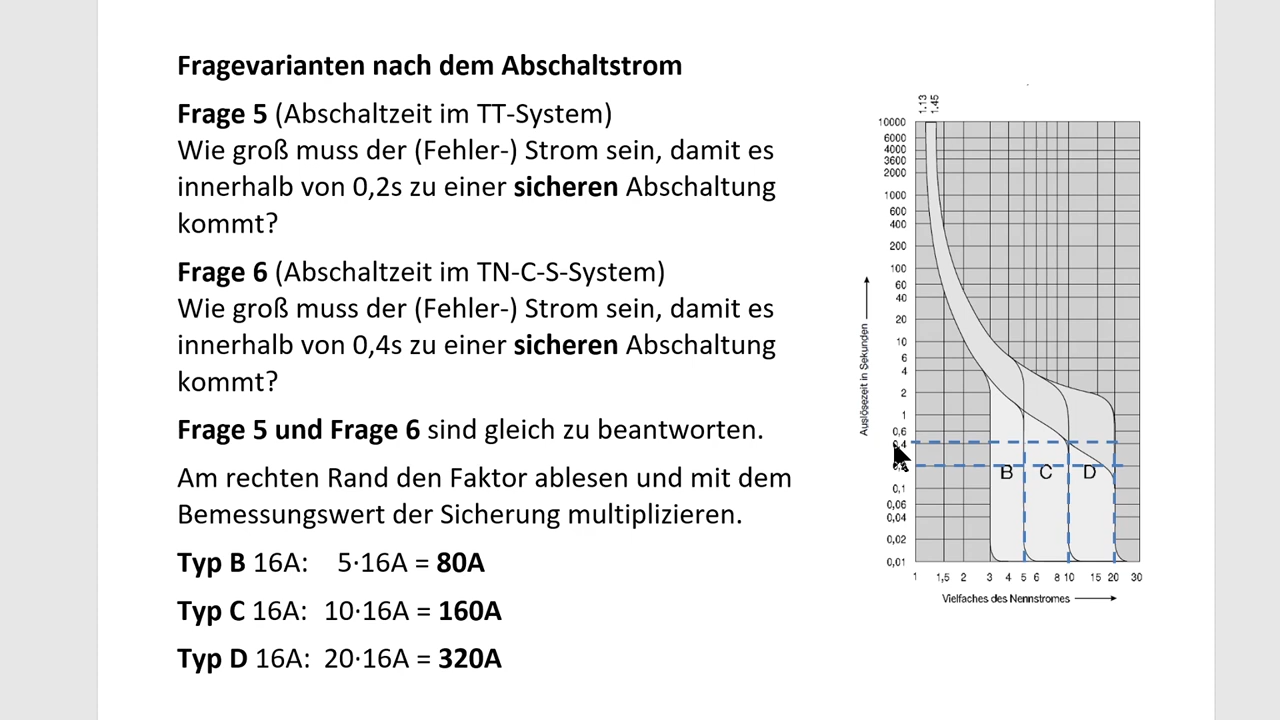 Fragevarianten nach dem Abschaltstrom
Frage 5 (Abschaltzeit im TT-System)
Wie groß muss der (Fehler-) Strom sein, damit es
innerhalb von 0,2s zu einer sicheren Abschaltung
kommt?
Frage 6 (Abschaltzeit im TN-C-S-System)
Wie groß muss der (Fehler-) Strom sein, damit es
innerhalb von 0,4s zu einer sicheren Abschaltung
kommt?
Frage 5 und Frage 6 sind gleich zu beantworten.
Am rechten Rand den Faktor ablesen und mit dem
Bemessungswert der Sicherung multiplizieren.
Typ B 16A: 5·16A = 80A
Typ C 16A: 10·16A = 160A
Typ D 16A: 20·16A = 320A
1.13
1.45
10000
6000
4000
3600
2000
1000
600
400
200
100
60
40
20
10
6
4
2
1
0,6
0,4
0,1
0,06
0,04
0,02
0,01
Auslösezeit in Sekunden
B C D
1 1,5 2 3 4 5 6 8 10 15 20 30
Vielfaches des Nennstromes